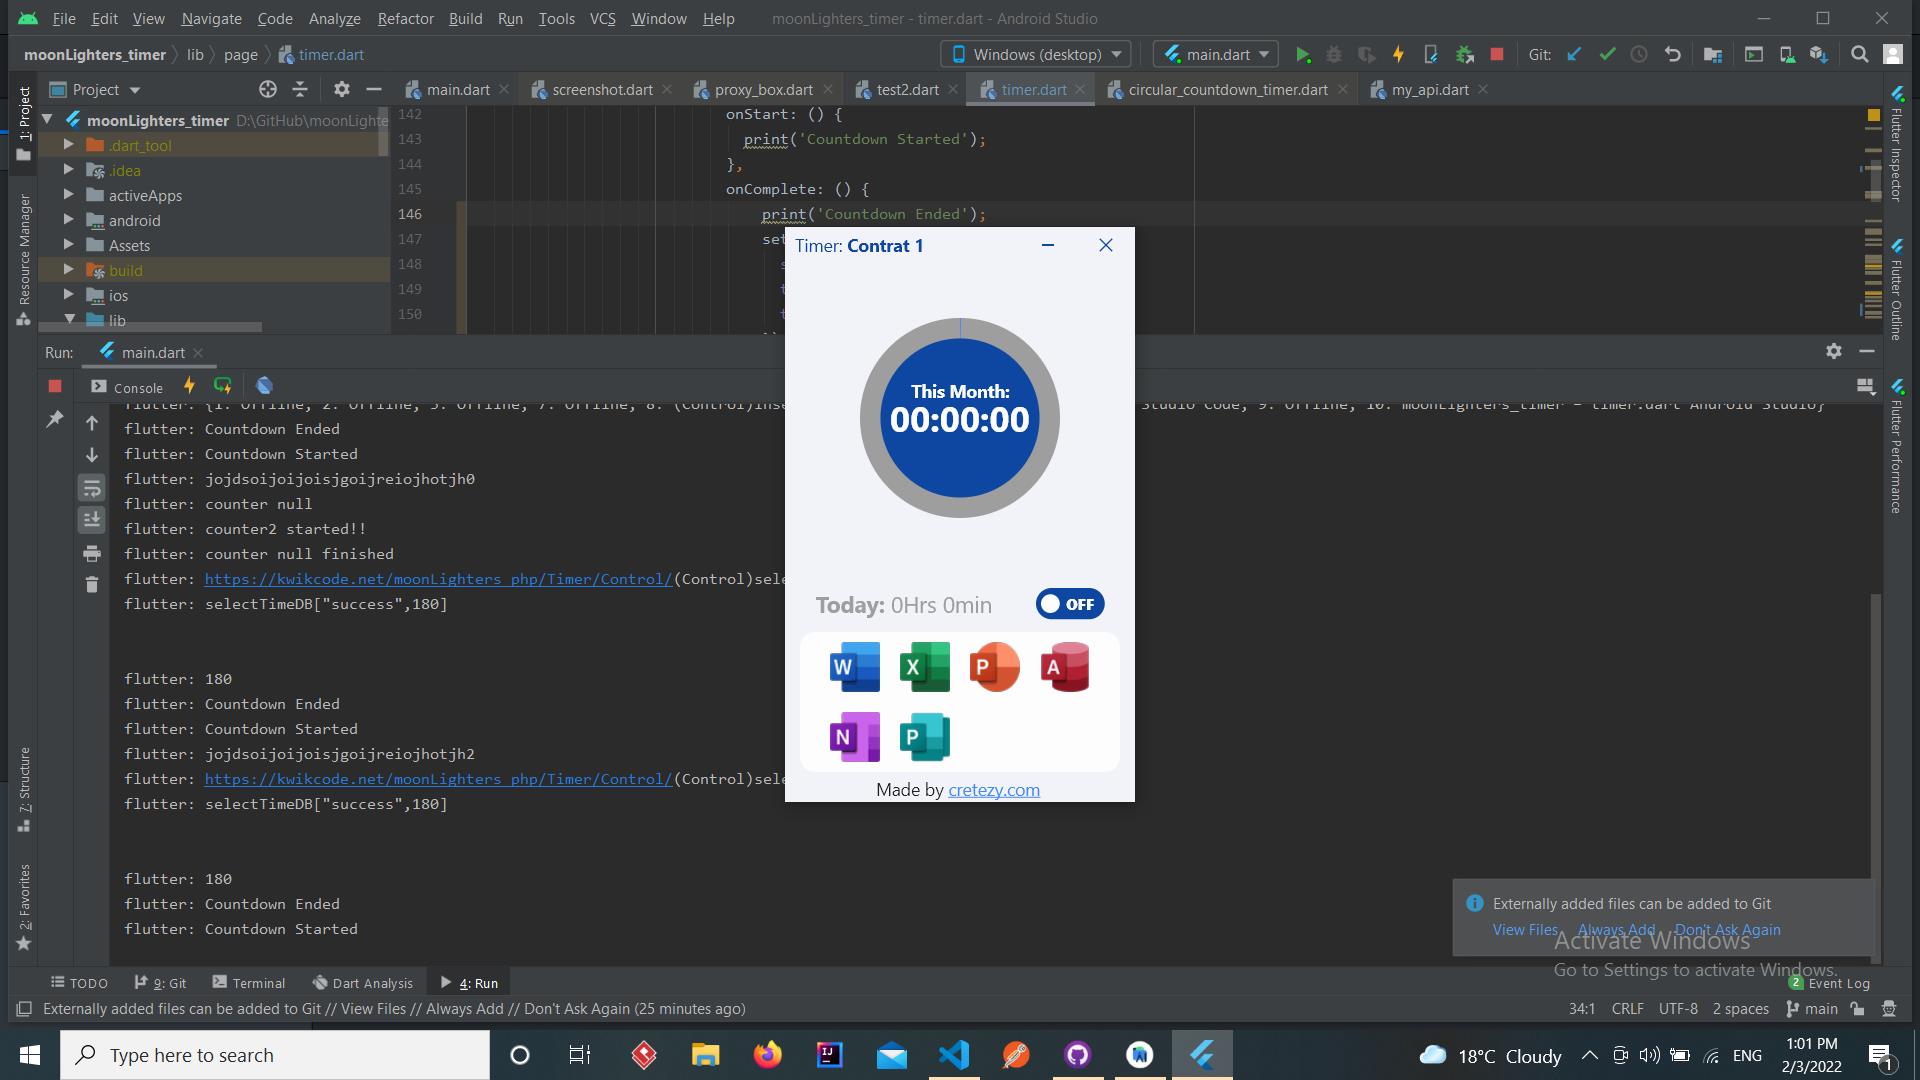 File Edit View Navigate Code Analyze Refactor Build Run Tools VCS Window Help moonLighters_timer - timer.dart - Android Studio
moonLighters_timer lib page timer.dart Windows (desktop) main.dart Git:
Project main.dart screenshot.dart proxy_box.dart test2.dart timer.dart circular_countdown_timer.dart my_api.dart
1: Project
Resource Manager
7: Structure
2: Favorites
moonLighters_timer D:\GitHub\moonLighte
.dart_tool
.idea
activeApps
android
Assets
build
ios
lib
142 onStart: () {
143 print('Countdown Started');
144 },
145 onComplete: () {
146 print('Countdown Ended');
147 set
148 s
149 t
150 t
Flutter Inspector
Flutter Outline
Flutter Performance
Run: main.dart
Console
flutter: {1: Offline, 2: Offline, 3: Offline, 7: Offline, 8: (Control)inse Studio Code, 9: Offline, 10: moonLighters_timer – timer.dart Android Studio}
flutter: Countdown Ended
flutter: Countdown Started
flutter: jojdsoijoijoisjgoijreiojhotjh0
flutter: counter null
flutter: counter2 started!!
flutter: counter null finished
flutter: https://kwikcode.net/moonLighters_php/Timer/Control/(Control)sele
flutter: selectTimeDB["success",180]
flutter: 180
flutter: Countdown Ended
flutter: Countdown Started
flutter: jojdsoijoijoisjgoijreiojhotjh2
flutter: https://kwikcode.net/moonLighters_php/Timer/Control/(Control)sele
flutter: selectTimeDB["success",180]
flutter: 180
flutter: Countdown Ended
flutter: Countdown Started
Timer: Contrat 1
This Month:
00:00:00
Today: 0Hrs 0min OFF
W X P A
N P
Made by cretezy.com
Externally added files can be added to Git
View Files Always Add Don't Ask Again
Activate Windows
Go to Settings to activate Windows.
TODO 9: Git Terminal Dart Analysis 4: Run 2 Event Log
Externally added files can be added to Git // View Files // Always Add // Don't Ask Again (25 minutes ago) 34:1 CRLF UTF-8 2 spaces main
Type here to search 18°C Cloudy ENG 1:01 PM
2/3/2022 1